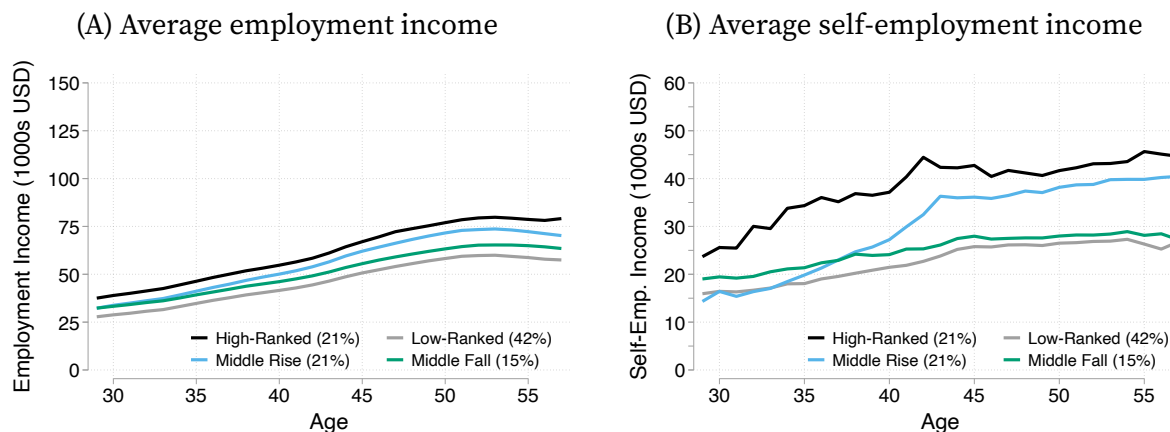 (A) Average employment income
Employment Income (1000s USD)
150
125
100
75
50
25
0
High-Ranked (21%)
Low-Ranked (42%)
Middle Rise (21%)
Middle Fall (15%)
30 35 40 45 50 55
Age
(B) Average self-employment income
Self-Emp. Income (1000s USD)
60
50
40
30
20
10
0
High-Ranked (21%)
Low-Ranked (42%)
Middle Rise (21%)
Middle Fall (15%)
30 35 40 45 50 55
Age